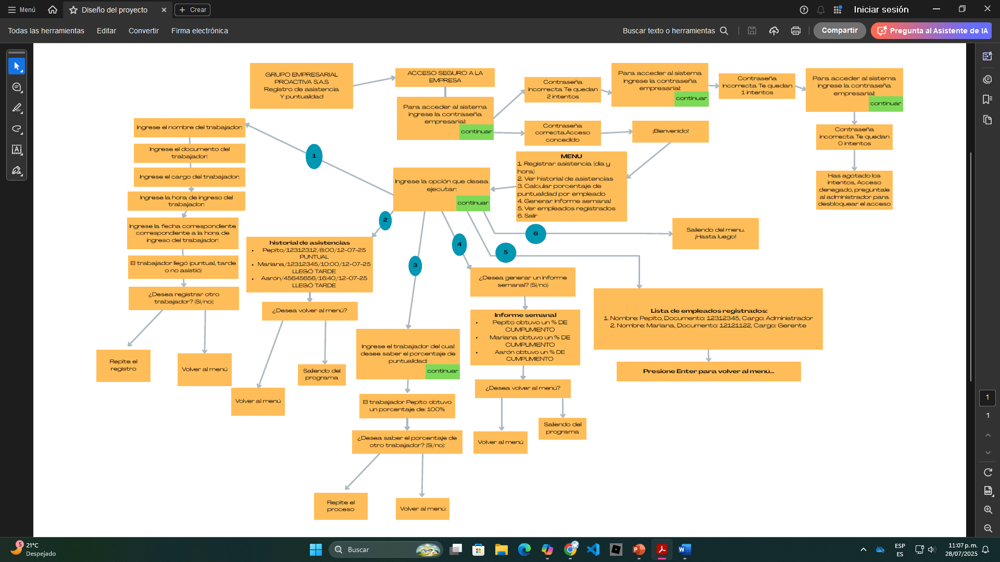 Menú
Diseño del proyecto
Crear
Iniciar sesión
Todas las herramientas
Editar
Convertir
Firma electrónica
Buscar texto o herramientas
Compartir
Pregunta al Asistente de IA
GRUPO EMPRESARIAL
PROACTIVA S.A.S
Registro de asistencia
Y puntualidad
ACCESO SEGURO A LA
EMPRESA
Para acceder al sistema
ingrese la contraseña
empresarial:
continuar
Contraseña
incorrecta Te quedan
2 intentos
Para acceder al sistema
ingrese la contraseña
empresarial:
continuar
Contraseña
incorrecta Te quedan
1 intentos
Para acceder al sistema
ingrese la contraseña
empresarial:
continuar
Contraseña
incorrecta Te quedan
0 intentos
Has agotado los
intentos, Acceso
denegado, preguntale
al administrador para
desbloquear el acceso
Contraseña
correcta.Acceso
concedido
¡Bienvenido!
MENU
1. Registrar asistencia (día y
hora)
2. Ver historial de asistencias
3. Calcular porcentaje de
puntualidad por empleado
4. Generar informe semanal
5. Ver empleados registrados
6. Salir
Ingrese la opción que desea
ejecutar:
continuar
1
Ingrese el nombre del trabajador:
Ingrese el documento del
trabajador:
Ingrese el cargo del trabajador:
Ingrese la hora de ingreso del
trabajador:
Ingrese la fecha correspondiente
correspondiente a la hora de
ingreso del trabajador:
El trabajador llegó (puntual, tarde
o no asistió)
¿Desea registrar otro
trabajador? (Si/no):
Repite el
registro
Volver al menú
2
historial de asistencias
• Pepito/12312312/8:00/12-07-25
PUNTUAL
• Mariana/12312345/10:00/12-07-25
LLEGÓ TARDE
• Aarón/45645656/16:40/12-07-25
LLEGÓ TARDE
¿Desea volver al menú?
Volver al menú
Saliendo del
programa
3
Ingrese el trabajador del cual
desee saber el porcentaje de
puntualidad:
continuar
El trabajador Pepito obtuvo
un porcentaje de: 100%
¿Desea saber el porcentaje de
otro trabajador? (Si/no):
Repite el
proceso
Volver al menú
4
¿Desea generar un informe
semanal? (Si/no)
Informe semanal
• Pepito obtuvo un % DE
CUMPLIMIENTO
• Mariana obtuvo un % DE
CUMPLIMIENTO
• Aarón obtuvo un % DE
CUMPLIMIENTO
¿Desea volver al menú?
Volver al menú
Saliendo del
programa
5
Lista de empleados registrados:
1. Nombre: Pepito, Documento: 12312345, Cargo: Administrador
2. Nombre: Mariana, Documento: 12121122, Cargo: Gerente
Presione Enter para volver al menú...
6
Saliendo del menu.
¡Hasta luego!
1
1
5
21°C
Despejado
Buscar
ESP
ES
11:07 p. m.
28/07/2025